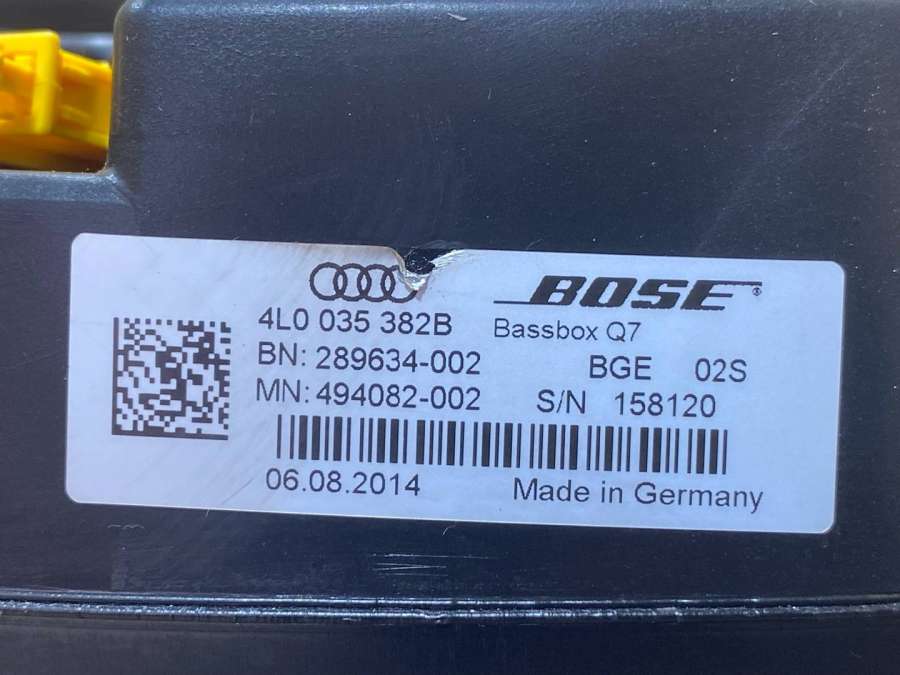 BOSE®
4L0 035 382B
Bassbox Q7
BN: 289634-002
BGE 02S
MN: 494082-002
S/N 158120
06.08.2014
Made in Germany